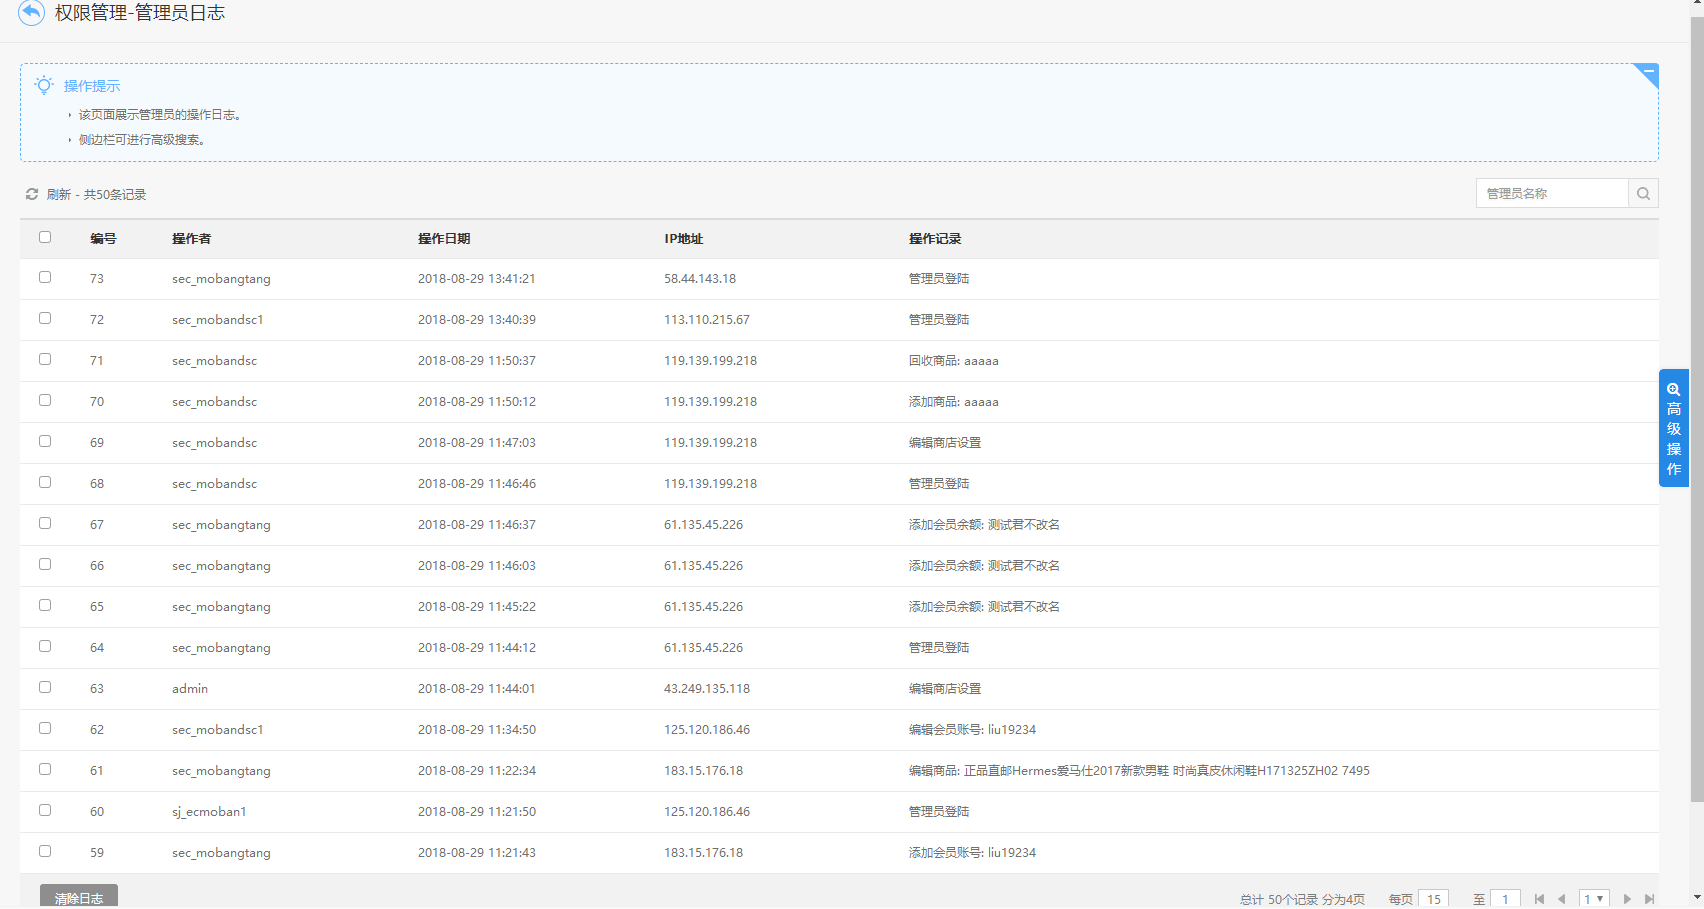 权限管理-管理员日志
操作提示
该页面展示管理员的操作日志。
侧边栏可进行高级搜索。
刷新 - 共50条记录
管理员名称
编号 操作者 操作日期 IP地址 操作记录
73 sec_mobangtang 2018-08-29 13:41:21 58.44.143.18 管理员登陆
72 sec_mobandsc1 2018-08-29 13:40:39 113.110.215.67 管理员登陆
71 sec_mobandsc 2018-08-29 11:50:37 119.139.199.218 回收商品: aaaaa
70 sec_mobandsc 2018-08-29 11:50:12 119.139.199.218 添加商品: aaaaa
69 sec_mobandsc 2018-08-29 11:47:03 119.139.199.218 编辑商店设置
68 sec_mobandsc 2018-08-29 11:46:46 119.139.199.218 管理员登陆
67 sec_mobangtang 2018-08-29 11:46:37 61.135.45.226 添加会员余额: 测试君不改名
66 sec_mobangtang 2018-08-29 11:46:03 61.135.45.226 添加会员余额: 测试君不改名
65 sec_mobangtang 2018-08-29 11:45:22 61.135.45.226 添加会员余额: 测试君不改名
64 sec_mobangtang 2018-08-29 11:44:12 61.135.45.226 管理员登陆
63 admin 2018-08-29 11:44:01 43.249.135.118 编辑商店设置
62 sec_mobandsc1 2018-08-29 11:34:50 125.120.186.46 编辑会员账号: liu19234
61 sec_mobangtang 2018-08-29 11:22:34 183.15.176.18 编辑商品: 正品直邮Hermes爱马仕2017新款男鞋 时尚真皮休闲鞋H171325ZH02 7495
60 sj_ecmoban1 2018-08-29 11:21:50 125.120.186.46 管理员登陆
59 sec_mobangtang 2018-08-29 11:21:43 183.15.176.18 添加会员账号: liu19234
高级操作
清除日志
总计 50个记录 分为4页 每页 15 至 1 1